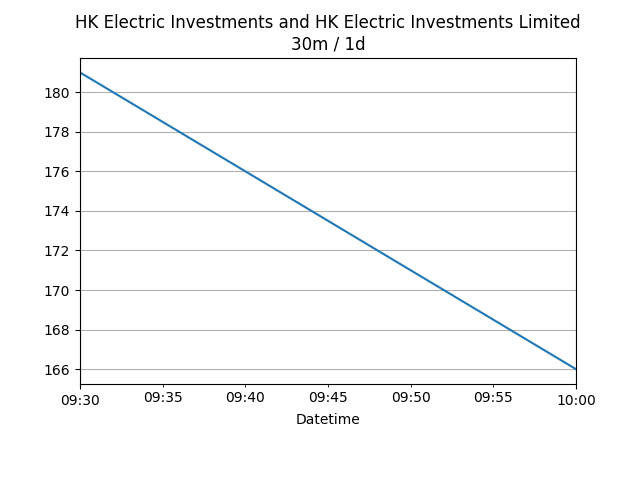 HK Electric Investments and HK Electric Investments Limited
30m / 1d
180
178
176
174
172
170
168
166
09:30 09:35 09:40 09:45 09:50 09:55 10:00
Datetime